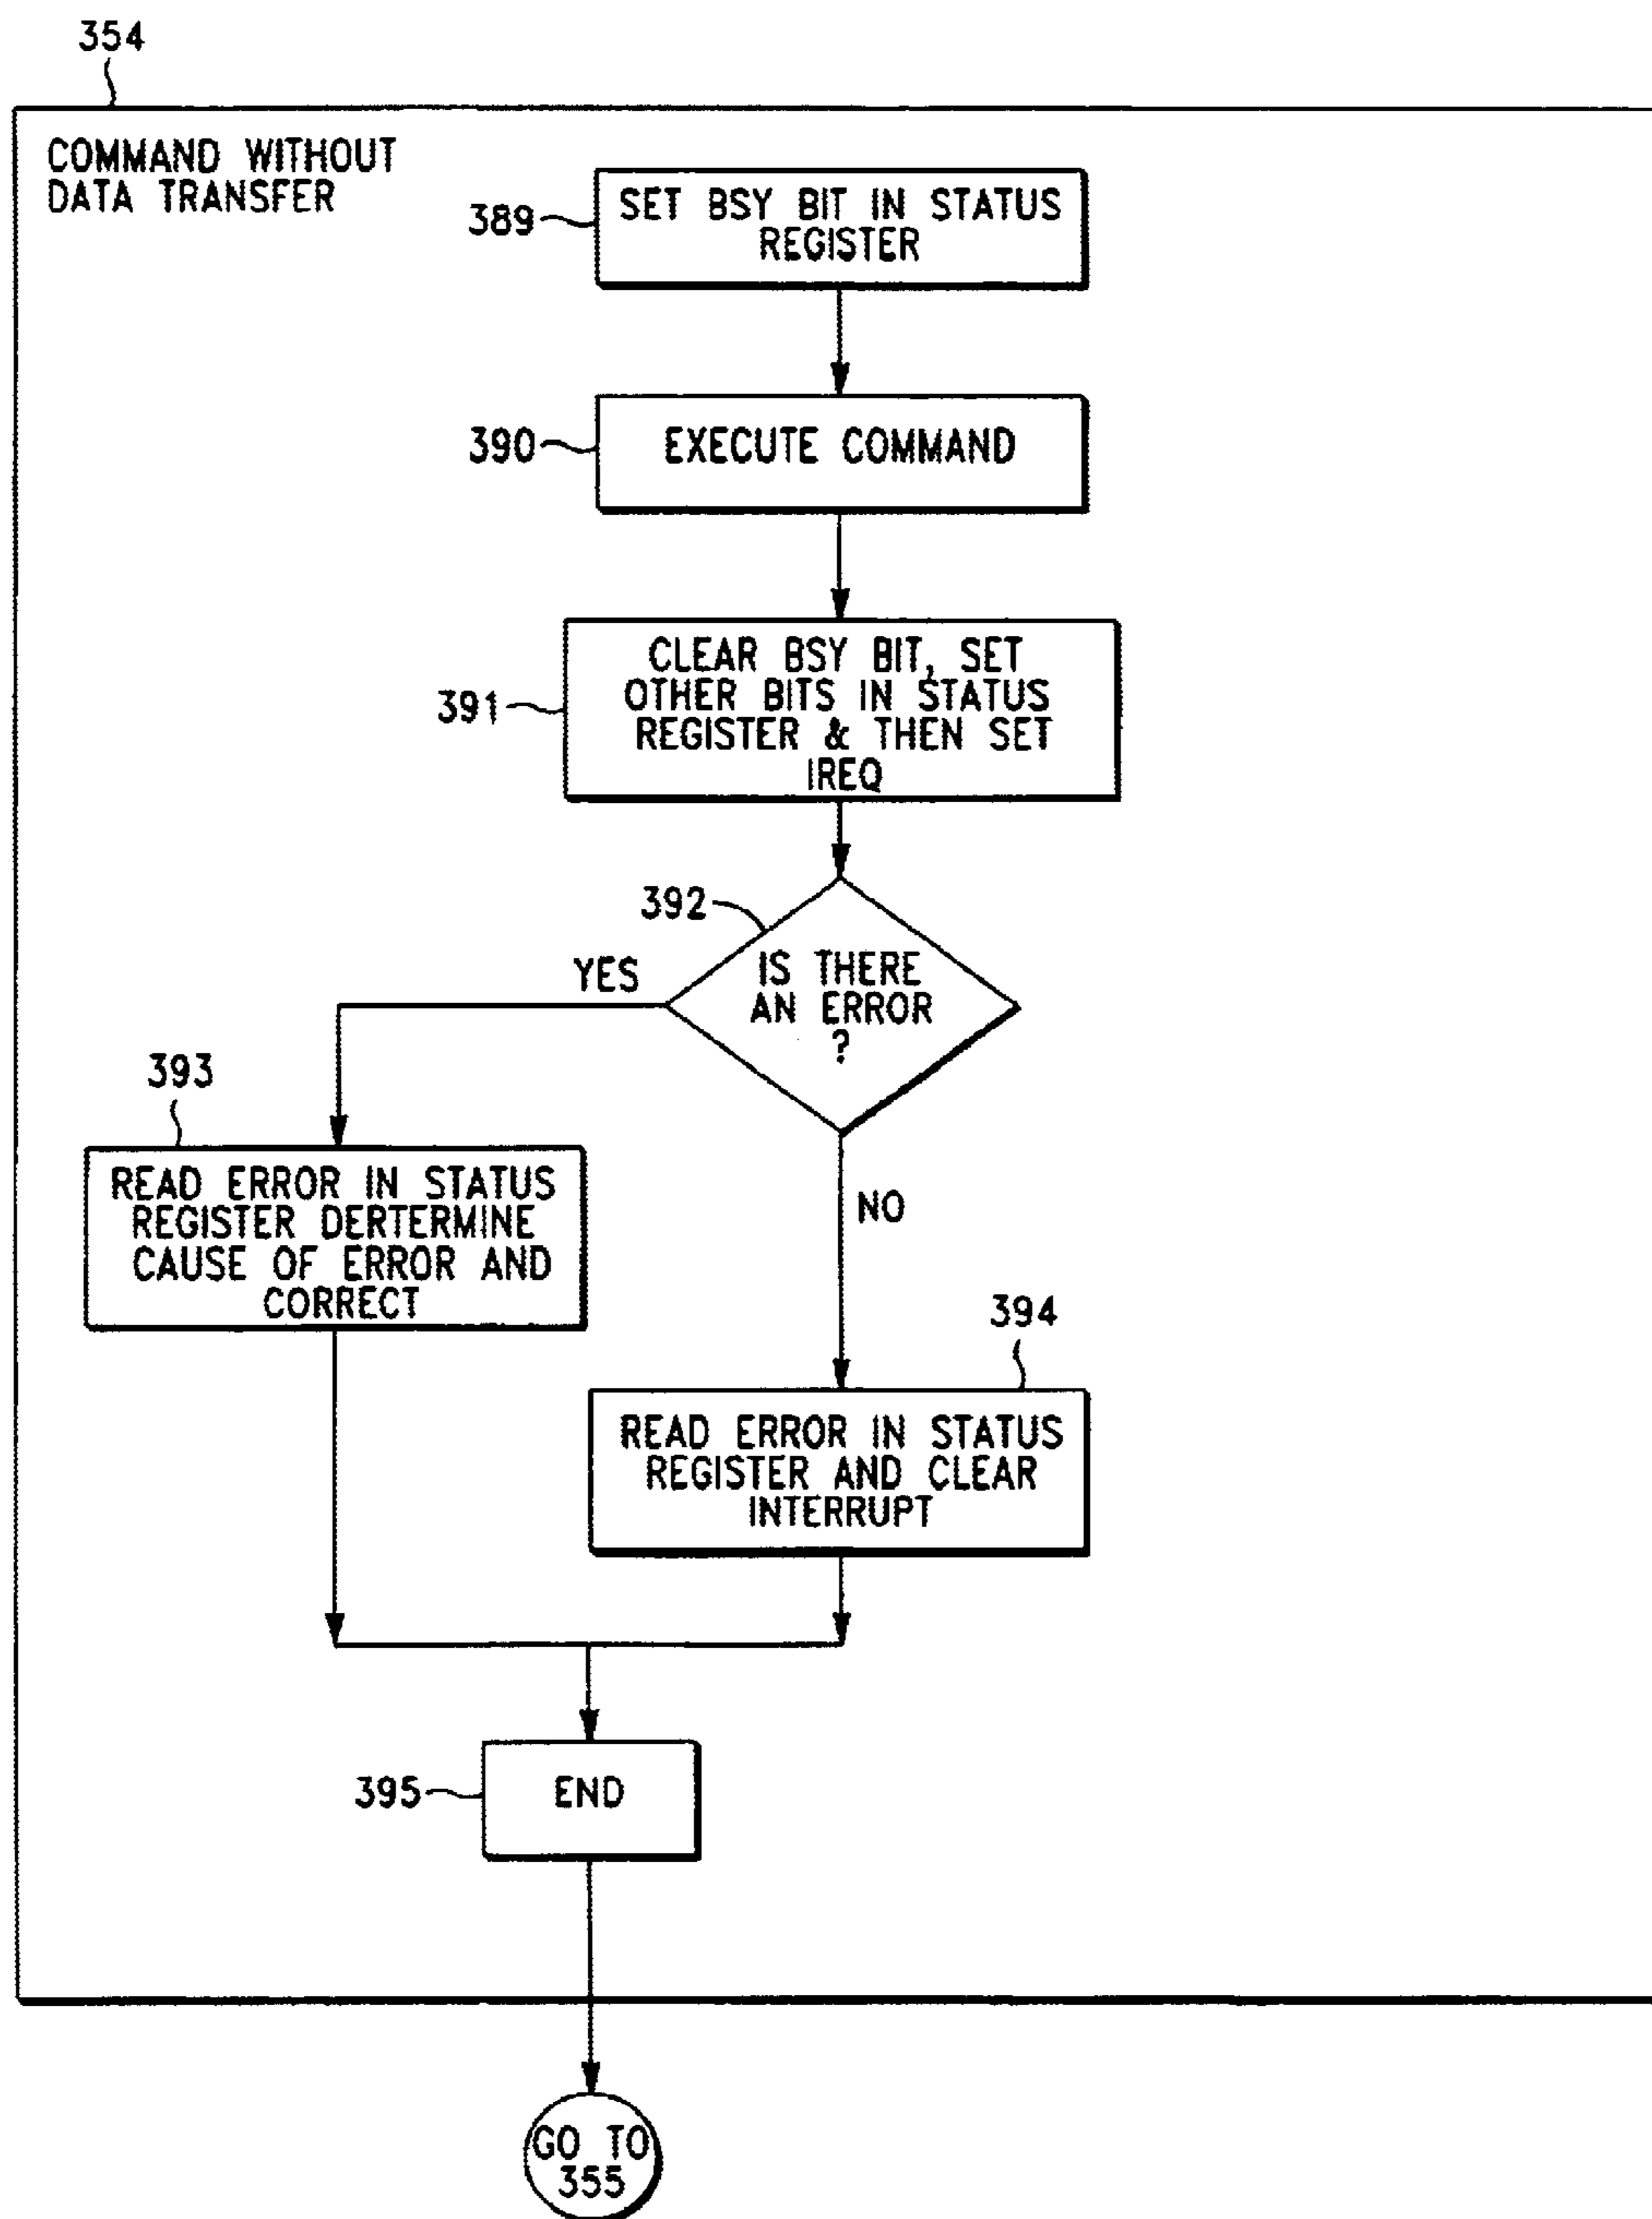 354
COMMAND WITHOUT
DATA TRANSFER
389
SET BSY BIT IN STATUS
REGISTER
390
EXECUTE COMMAND
391
CLEAR BSY BIT, SET
OTHER BITS IN STATUS
REGISTER & THEN SET
IREQ
392
IS THERE
AN ERROR
?
YES
NO
393
READ ERROR IN STATUS
REGISTER DERTERMINE
CAUSE OF ERROR AND
CORRECT
394
READ ERROR IN STATUS
REGISTER AND CLEAR
INTERRUPT
395
END
GO TO
355